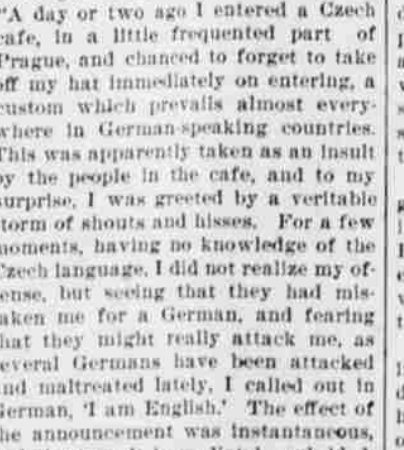 "A day or two ago I entered a Czech
cafe, in a little frequented part of
Prague, and chanced to forget to take
off my hat immediately on entering, a
custom which prevails almost every-
where in German-speaking countries.
This was apparently taken as an insult
by the people in the cafe, and to my
surprise, I was greeted by a veritable
storm of shouts and hisses. For a few
moments, having no knowledge of the
Czech language, I did not realize my of-
fense, but seeing that they had mis-
taken me for a German, and fearing
that they might really attack me, as
several Germans have been attacked
and maltreated lately, I called out in
German, 'I am English.' The effect of
the announcement was instantaneous,